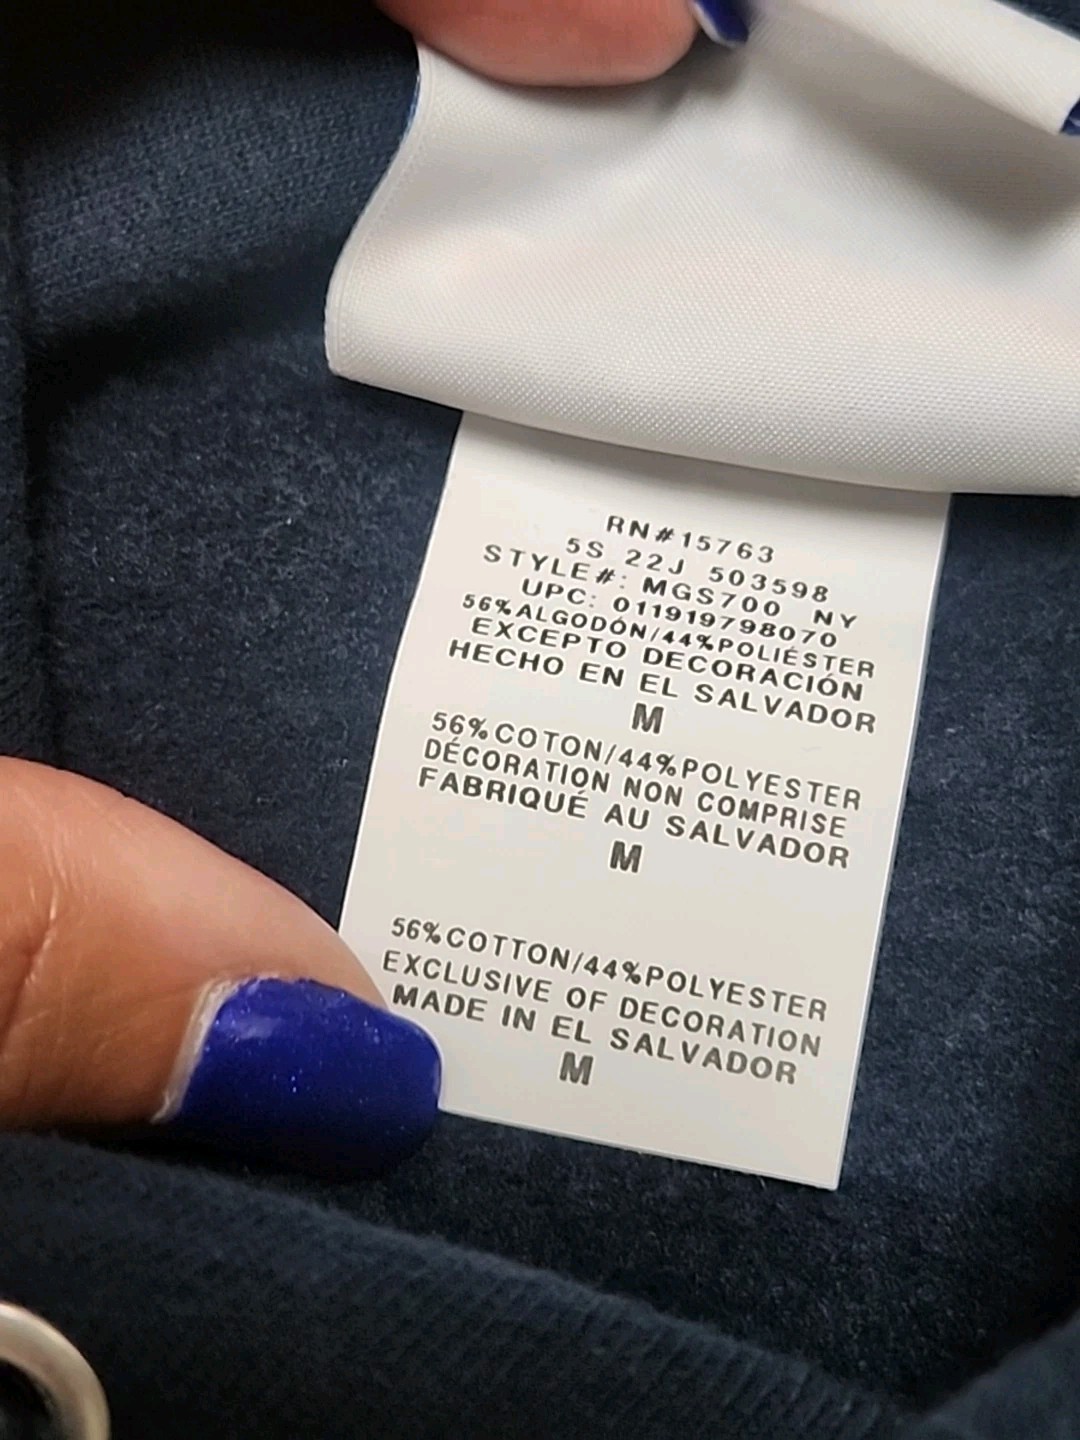 RN#15763
5S 22J 503598
STYLE#: MGS700 NY
UPC: 011919798070
56%ALGODÓN/44%POLIÉSTER
EXCEPTO DECORACIÓN
HECHO EN EL SALVADOR
M
56%COTON/44%POLYESTER
DÉCORATION NON COMPRISE
FABRIQUÉ AU SALVADOR
M
56%COTTON/44%POLYESTER
EXCLUSIVE OF DECORATION
MADE IN EL SALVADOR
M